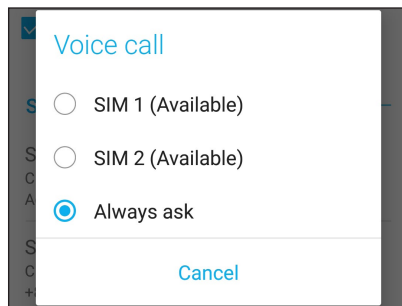 Voice call
SIM 1 (Available)
SIM 2 (Available)
Always ask
Cancel